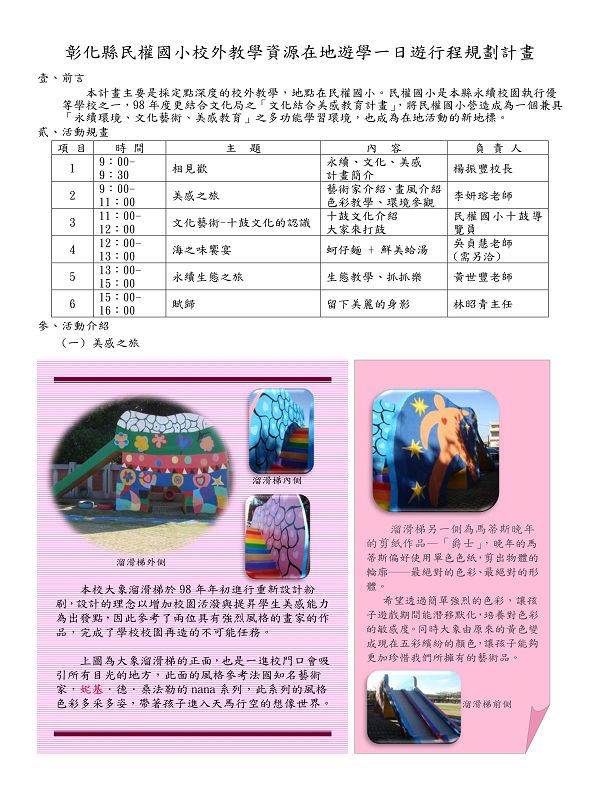 彰化縣民權國小校外教學資源在地遊學一日遊行程規劃計畫
壹、前言
本計畫主要是採定點深度的校外教學，地點在民權國小。民權國小是本縣永續校園執行優
等學校之一，98 年度更結合文化局之「文化結合美感教育計畫」，將民權國小營造成為一個兼具
「永續環境、文化藝術、美感教育」之多功能學習環境，也成為在地活動的新地標。
貳、活動規畫
項 目 時 間 主 題 內 容 負 責 人
1 9：00-9：30 相見歡 永續、文化、美感計畫簡介 楊振豐校長
2 9：00-11：00 美感之旅 藝術家介紹、畫風介紹色彩教學、環境參觀 李妍瑢老師
3 11：00-12：00 文化藝術-十鼓文化的認識 十鼓文化介紹大家來打鼓 民權國小十鼓導覽員
4 12：00-13：00 海之味饗宴 蚵仔麵 + 鮮美蛤湯 吳貞慧老師(需另洽)
5 13：00-15：00 永續生態之旅 生態教學、抓抓樂 黃世豐老師
6 15：00-16：00 賦歸 留下美麗的身影 林昭青主任
參、活動介紹
（一）美感之旅
溜滑梯內側
溜滑梯外側
本校大象溜滑梯於 98 年年初進行重新設計粉
刷，設計的理念以增加校園活潑與提昇學生美感能力
為出發點，因此參考了兩位具有強烈風格的畫家的作
品，完成了學校校園再造的不可能任務。
上圖為大象溜滑梯的正面，也是一進校門口會吸
引所有目光的地方，此面的風格參考法國知名藝術
家，妮基．德．桑法勒的 nana 系列，此系列的風格
色彩多采多姿，帶著孩子進入天馬行空的想像世界。
溜滑梯另一側為馬蒂斯晚年
的剪紙作品—「爵士」，晚年的馬
蒂斯偏好使用單色色紙，剪出物體的
輪廓——最絕對的色彩、最絕對的形
體。
希望透過簡單強烈的色彩，讓孩
子遊戲期間能潛移默化，培養對色彩
的敏感度。同時大象由原來的黃色變
成現在五彩繽紛的顏色，讓孩子能夠
更加珍惜我們所擁有的藝術品。
溜滑梯前側